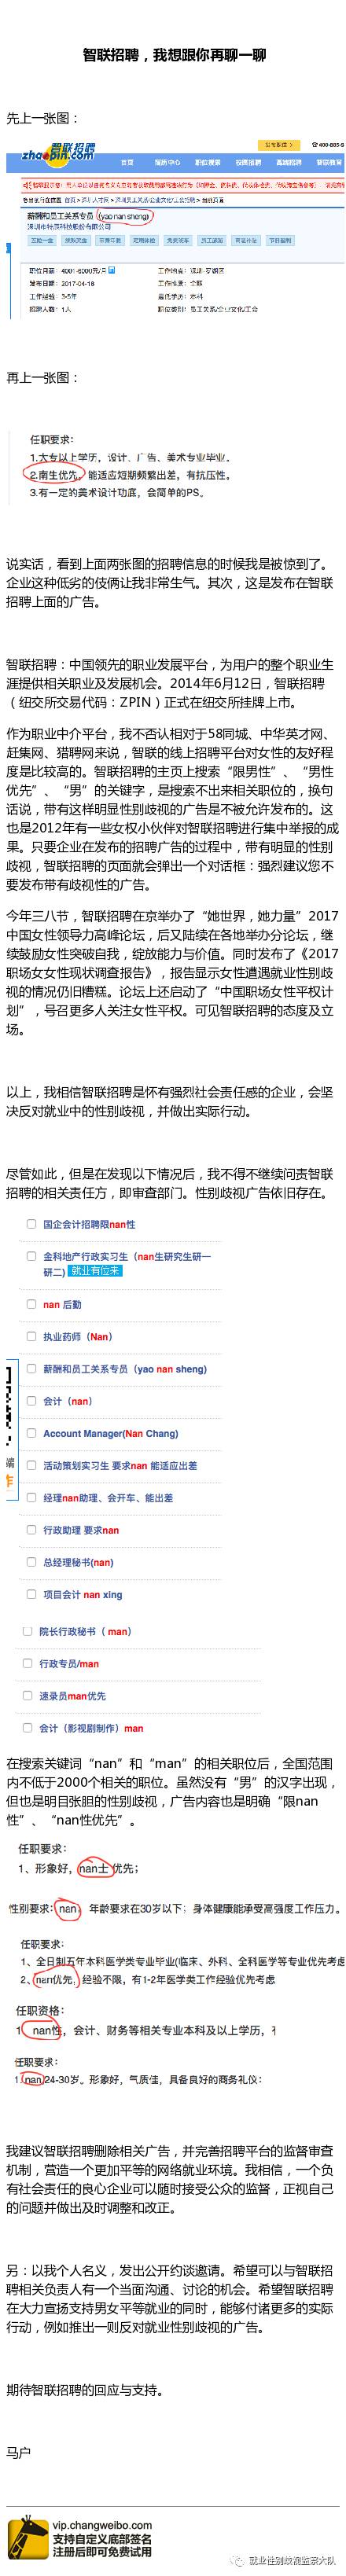 智联招聘，我想跟你再聊一聊
先上一张图：
智联招聘
zhaopin.com
首页
简历中心
职位搜索
校园招聘
高端招聘
智联教育
薪酬和员工关系专员 (yao nan sheng)
五险一金
绩效奖金
带薪年假
定期体检
免费班车
员工旅游
节日福利
职位月薪：4001-6000元/月
工作地点：深圳
发布日期：2017-04-18
工作性质：全职
工作经验：3-5年
最低学历：本科
招聘人数：1人
职位类别：员工关系/企业文化/工会
再上一张图：
任职要求：
1.大专以上学历，设计、广告、美术专业毕业。
2.南生优先，能适应短期频繁出差，有抗压性。
3.有一定的美术设计功底，会简单的PS。
说实话，看到上面两张图的招聘信息的时候我是被惊到了。
企业这种低劣的伎俩让我非常生气。其次，这是发布在智联
招聘上面的广告。
智联招聘：中国领先的职业发展平台，为用户的整个职业生
涯提供相关职业及发展机会。2014年6月12日，智联招聘
（纽交所交易代码：ZPIN）正式在纽交所挂牌上市。
作为职业中介平台，我不否认相对于58同城、中华英才网、
赶集网、猎聘网来说，智联的线上招聘平台对女性的友好程
度是比较高的。智联招聘的主页上搜索“限男性”、“男性
优先”、“男”的关键字，是搜索不出来相关职位的，换句
话说，带有这样明显性别歧视的广告是不被允许发布的。这
也是2012年有一些女权小伙伴对智联招聘进行集中举报的成
果。只要企业在发布的招聘广告的过程中，带有明显的性别
歧视，智联招聘的页面就会弹出一个对话框：强烈建议您不
要发布带有歧视性的广告。
今年三八节，智联招聘在京举办了“她世界，她力量”2017
中国女性领导力高峰论坛，后又陆续在各地举办分论坛，继
续鼓励女性突破自我，绽放能力与价值。同时发布了《2017
职场女女性现状调查报告》，报告显示女性遭遇就业性别歧
视的情况仍旧糟糕。论坛上还启动了“中国职场女性平权计
划”，号召更多人关注女性平权。可见智联招聘的态度及立
场。
以上，我相信智联招聘是怀有强烈社会责任感的企业，会坚
决反对就业中的性别歧视，并做出实际行动。
尽管如此，但是在发现以下情况后，我不得不继续问责智联
招聘的相关责任方，即审查部门。性别歧视广告依旧存在。
国企会计招聘限nan性
金科地产行政实习生（nan生研究生研一
研二) 就业有位来
nan 后勤
执业药师（Nan）
薪酬和员工关系专员（yao nan sheng)
会计（nan）
Account Manager(Nan Chang)
活动策划实习生 要求nan 能适应出差
经理nan助理、会开车、能出差
行政助理 要求nan
总经理秘书(nan)
项目会计 nan xing
院长行政秘书（ man）
行政专员/man
速录员man优先
会计（影视剧制作）man
在搜索关键词“nan”和“man”的相关职位后，全国范围
内不低于2000个相关的职位。虽然没有“男”的汉字出现，
但也是明目张胆的性别歧视，广告内容也是明确“限nan
性”、“nan性优先”。
任职要求：
1、形象好，nan士 优先；
性别要求：nan， 年龄要求在30岁以下；身体健康能承受高强度工作压力。
任职要求：
1、全日制五年本科医学类专业毕业(临床、外科、全科医学等专业优先考虑
2、nan优先，经验不限，有1-2年医学类工作经验优先考虑
任职资格：
1 nan性，会计、财务等相关专业本科及以上学历，
任职要求：
1. nan 24-30岁。形象好，气质佳，具备良好的商务礼仪：
我建议智联招聘删除相关广告，并完善招聘平台的监督审查
机制，营造一个更加平等的网络就业环境。我相信，一个负
有社会责任的良心企业可以随时接受公众的监督，正视自己
的问题并做出及时调整和改正。
另：以我个人名义，发出公开约谈邀请。希望可以与智联招
聘相关负责人有一个当面沟通、讨论的机会。希望智联招聘
在大力宣扬支持男女平等就业的同时，能够付诸更多的实际
行动，例如推出一则反对就业性别歧视的广告。
期待智联招聘的回应与支持。
马户
vip.changweibo.com
支持自定义底部签名
注册后即可免费试用
就业性别歧视监察大队